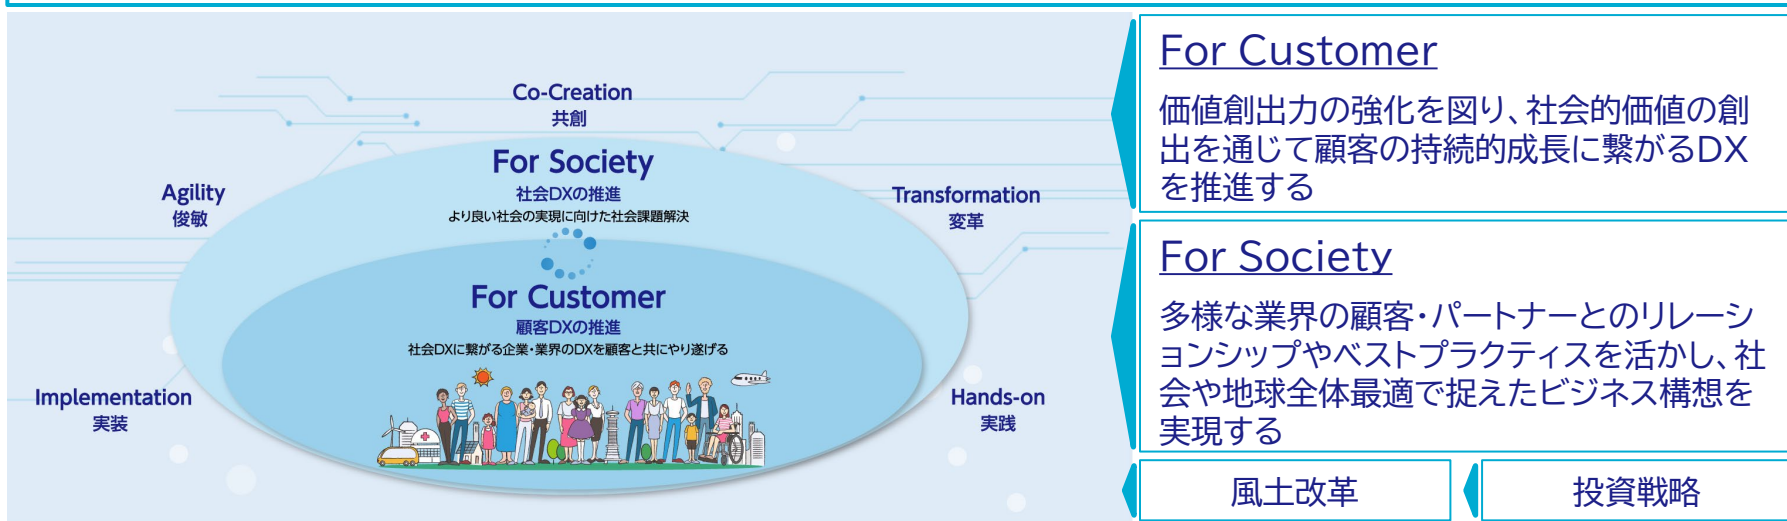 Co-Creation
共創
For Society
社会DXの推進
より良い社会の実現に向けた社会課題解決
Agility
俊敏
Transformation
変革
For Customer
顧客DXの推進
社会DXに繋がる企業・業界のDXを顧客と共にやり遂げる
Implementation
実装
Hands-on
実践
For Customer
価値創出力の強化を図り、社会的価値の創
出を通じて顧客の持続的成長に繋がるDX
を推進する
For Society
多様な業界の顧客・パートナーとのリレーシ
ョンシップやベストプラクティスを活かし、社
会や地球全体最適で捉えたビジネス構想を
実現する
風土改革
投資戦略